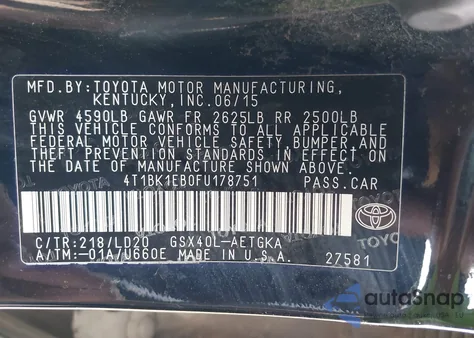 MFD.BY:TOYOTA MOTOR MANUFACTURING,
KENTUCKY,INC.06/15
GVWR 4590LB GAWR FR 2625LB RR 2500LB
THIS VEHICLE CONFORMS TO ALL APPLICABLE
FEDERAL MOTOR VEHICLE SAFETY,BUMPER,AND
THEFT PREVENTION STANDARDS IN EFFECT ON
THE DATE OF MANUFACTURE SHOWN ABOVE.
4T1BK1EB0FU178751 PASS.CAR
C/TR:218/LD20 GSX40L-AETGKA
A/TM:-01A/U660E MADE IN U.S.A. 27581
TOYOTA
autoSnap